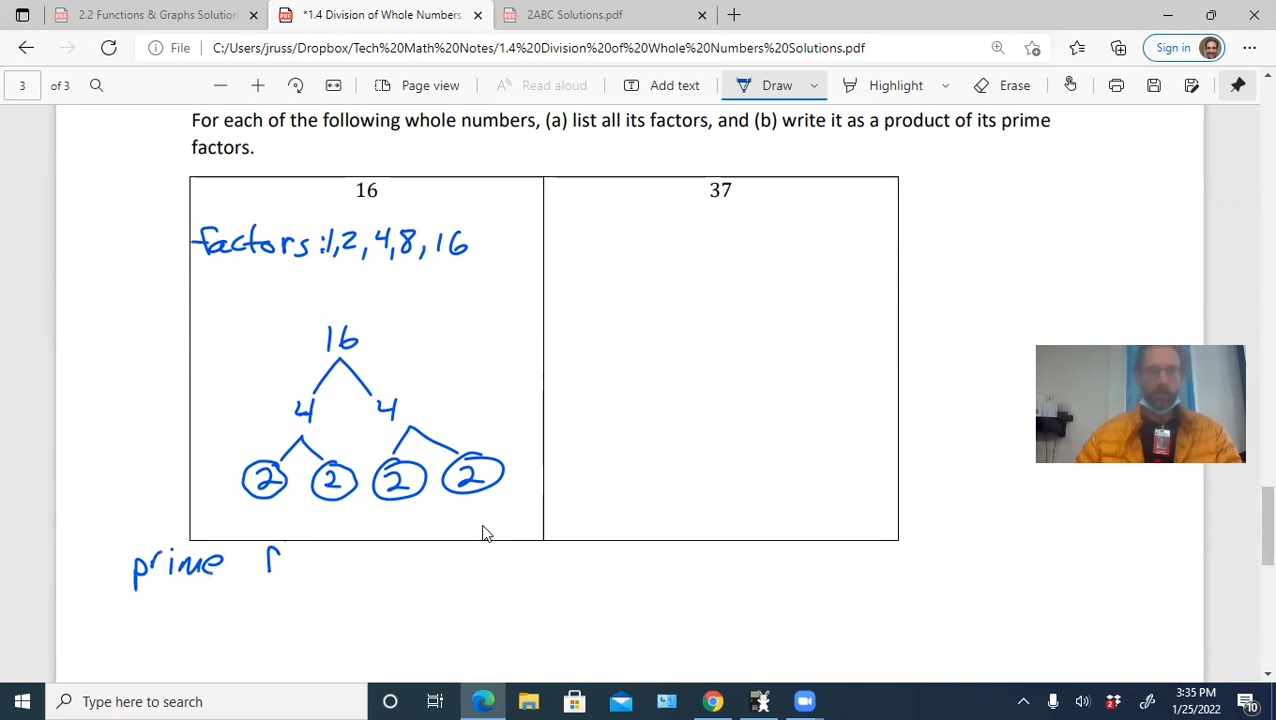 2.2 Functions & Graphs Solution
*1.4 Division of Whole Numbers
2ABC Solutions.pdf
File
C:/Users/jruss/Dropbox/Tech%20Math%20Notes/1.4%20Division%20of%20Whole%20Numbers%20Solutions.pdf
Sign in
3 of 3
Page view
Read aloud
Add text
Draw
Highlight
Erase
For each of the following whole numbers, (a) list all its factors, and (b) write it as a product of its prime
factors.
16
37
factors:1,2,4,8,16
16
4 4
2 2 2 2
prime
Type here to search
2
3:35 PM
1/25/2022
10